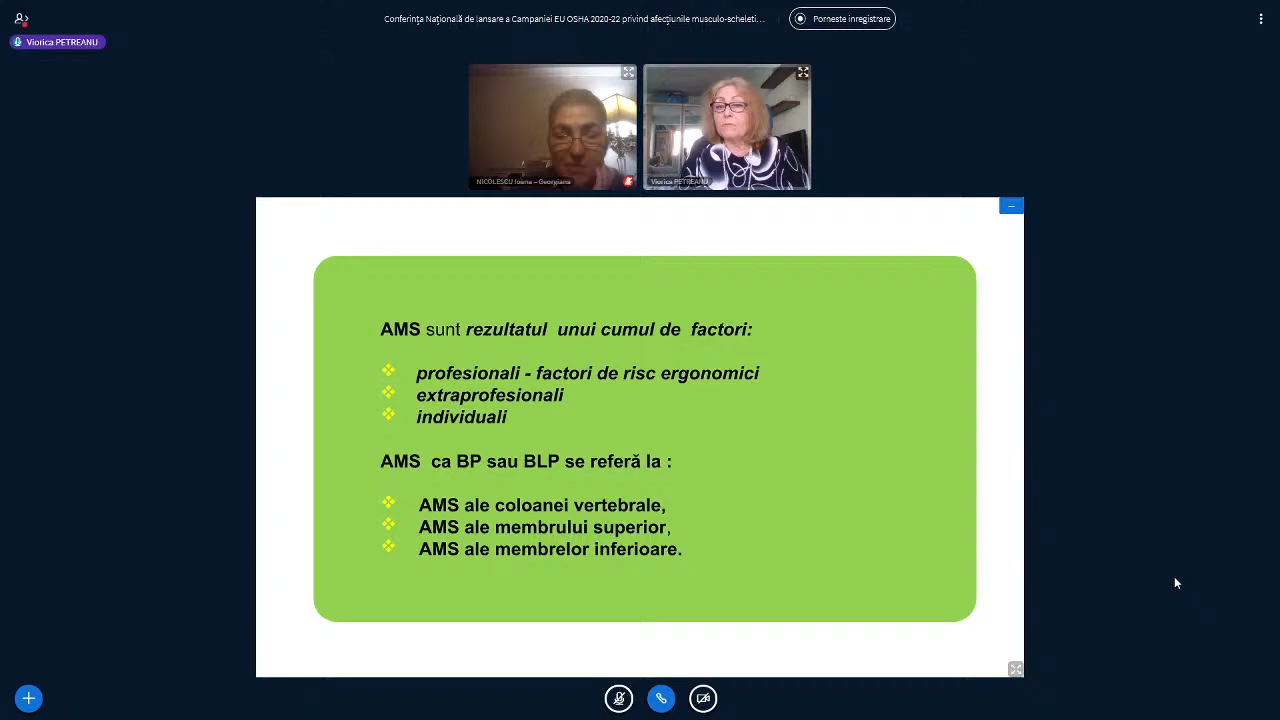 Conferința Națională de lansare a Campaniei EU OSHA 2020-22 privind afecțiunile musculo-scheleti...
Porneste inregistrare
Viorica PETREANU
NICOLESCU Ioana – Georgiana
Viorica PETREANU
AMS sunt rezultatul unui cumul de factori:
profesionali - factori de risc ergonomici
extraprofesionali
individuali
AMS ca BP sau BLP se referă la :
AMS ale coloanei vertebrale,
AMS ale membrului superior,
AMS ale membrelor inferioare.